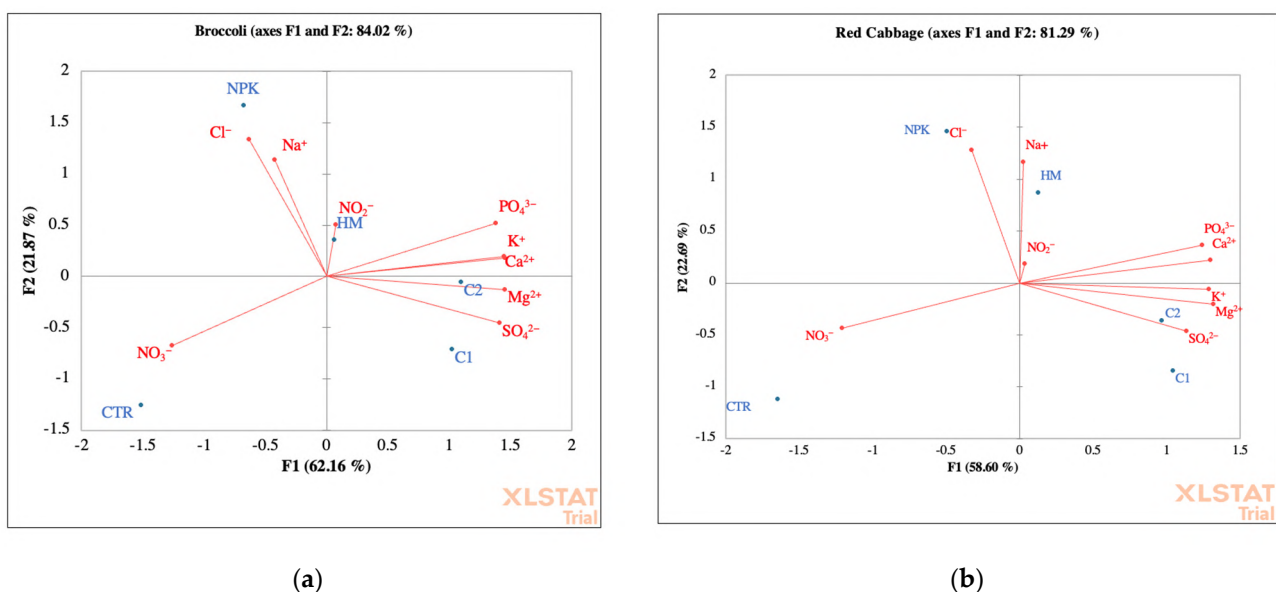 Broccoli (axes F1 and F2: 84.02 %)
2
1.5
1
0.5
0
-0.5
-1
-1.5
F2 (21.87 %)
NPK
Cl⁻
Na⁺
NO₂⁻
HM
PO₄³⁻
K⁺
Ca²⁺
C2
Mg²⁺
SO₄²⁻
C1
NO₃⁻
CTR
-2 -1.5 -1 -0.5 0 0.5 1 1.5 2
F1 (62.16 %)
XLSTAT
Trial
(a)
Red Cabbage (axes F1 and F2: 81.29 %)
2
1.5
1
0.5
0
-0.5
-1
-1.5
F2 (22.69 %)
NPK
Cl⁻
Na+
HM
PO₄³⁻
Ca²⁺
NO₂⁻
K⁺
Mg²⁺
C2
SO₄²⁻
NO₃⁻
C1
CTR
-2 -1.5 -1 -0.5 0 0.5 1 1.5
F1 (58.60 %)
XLSTAT
Trial
(b)